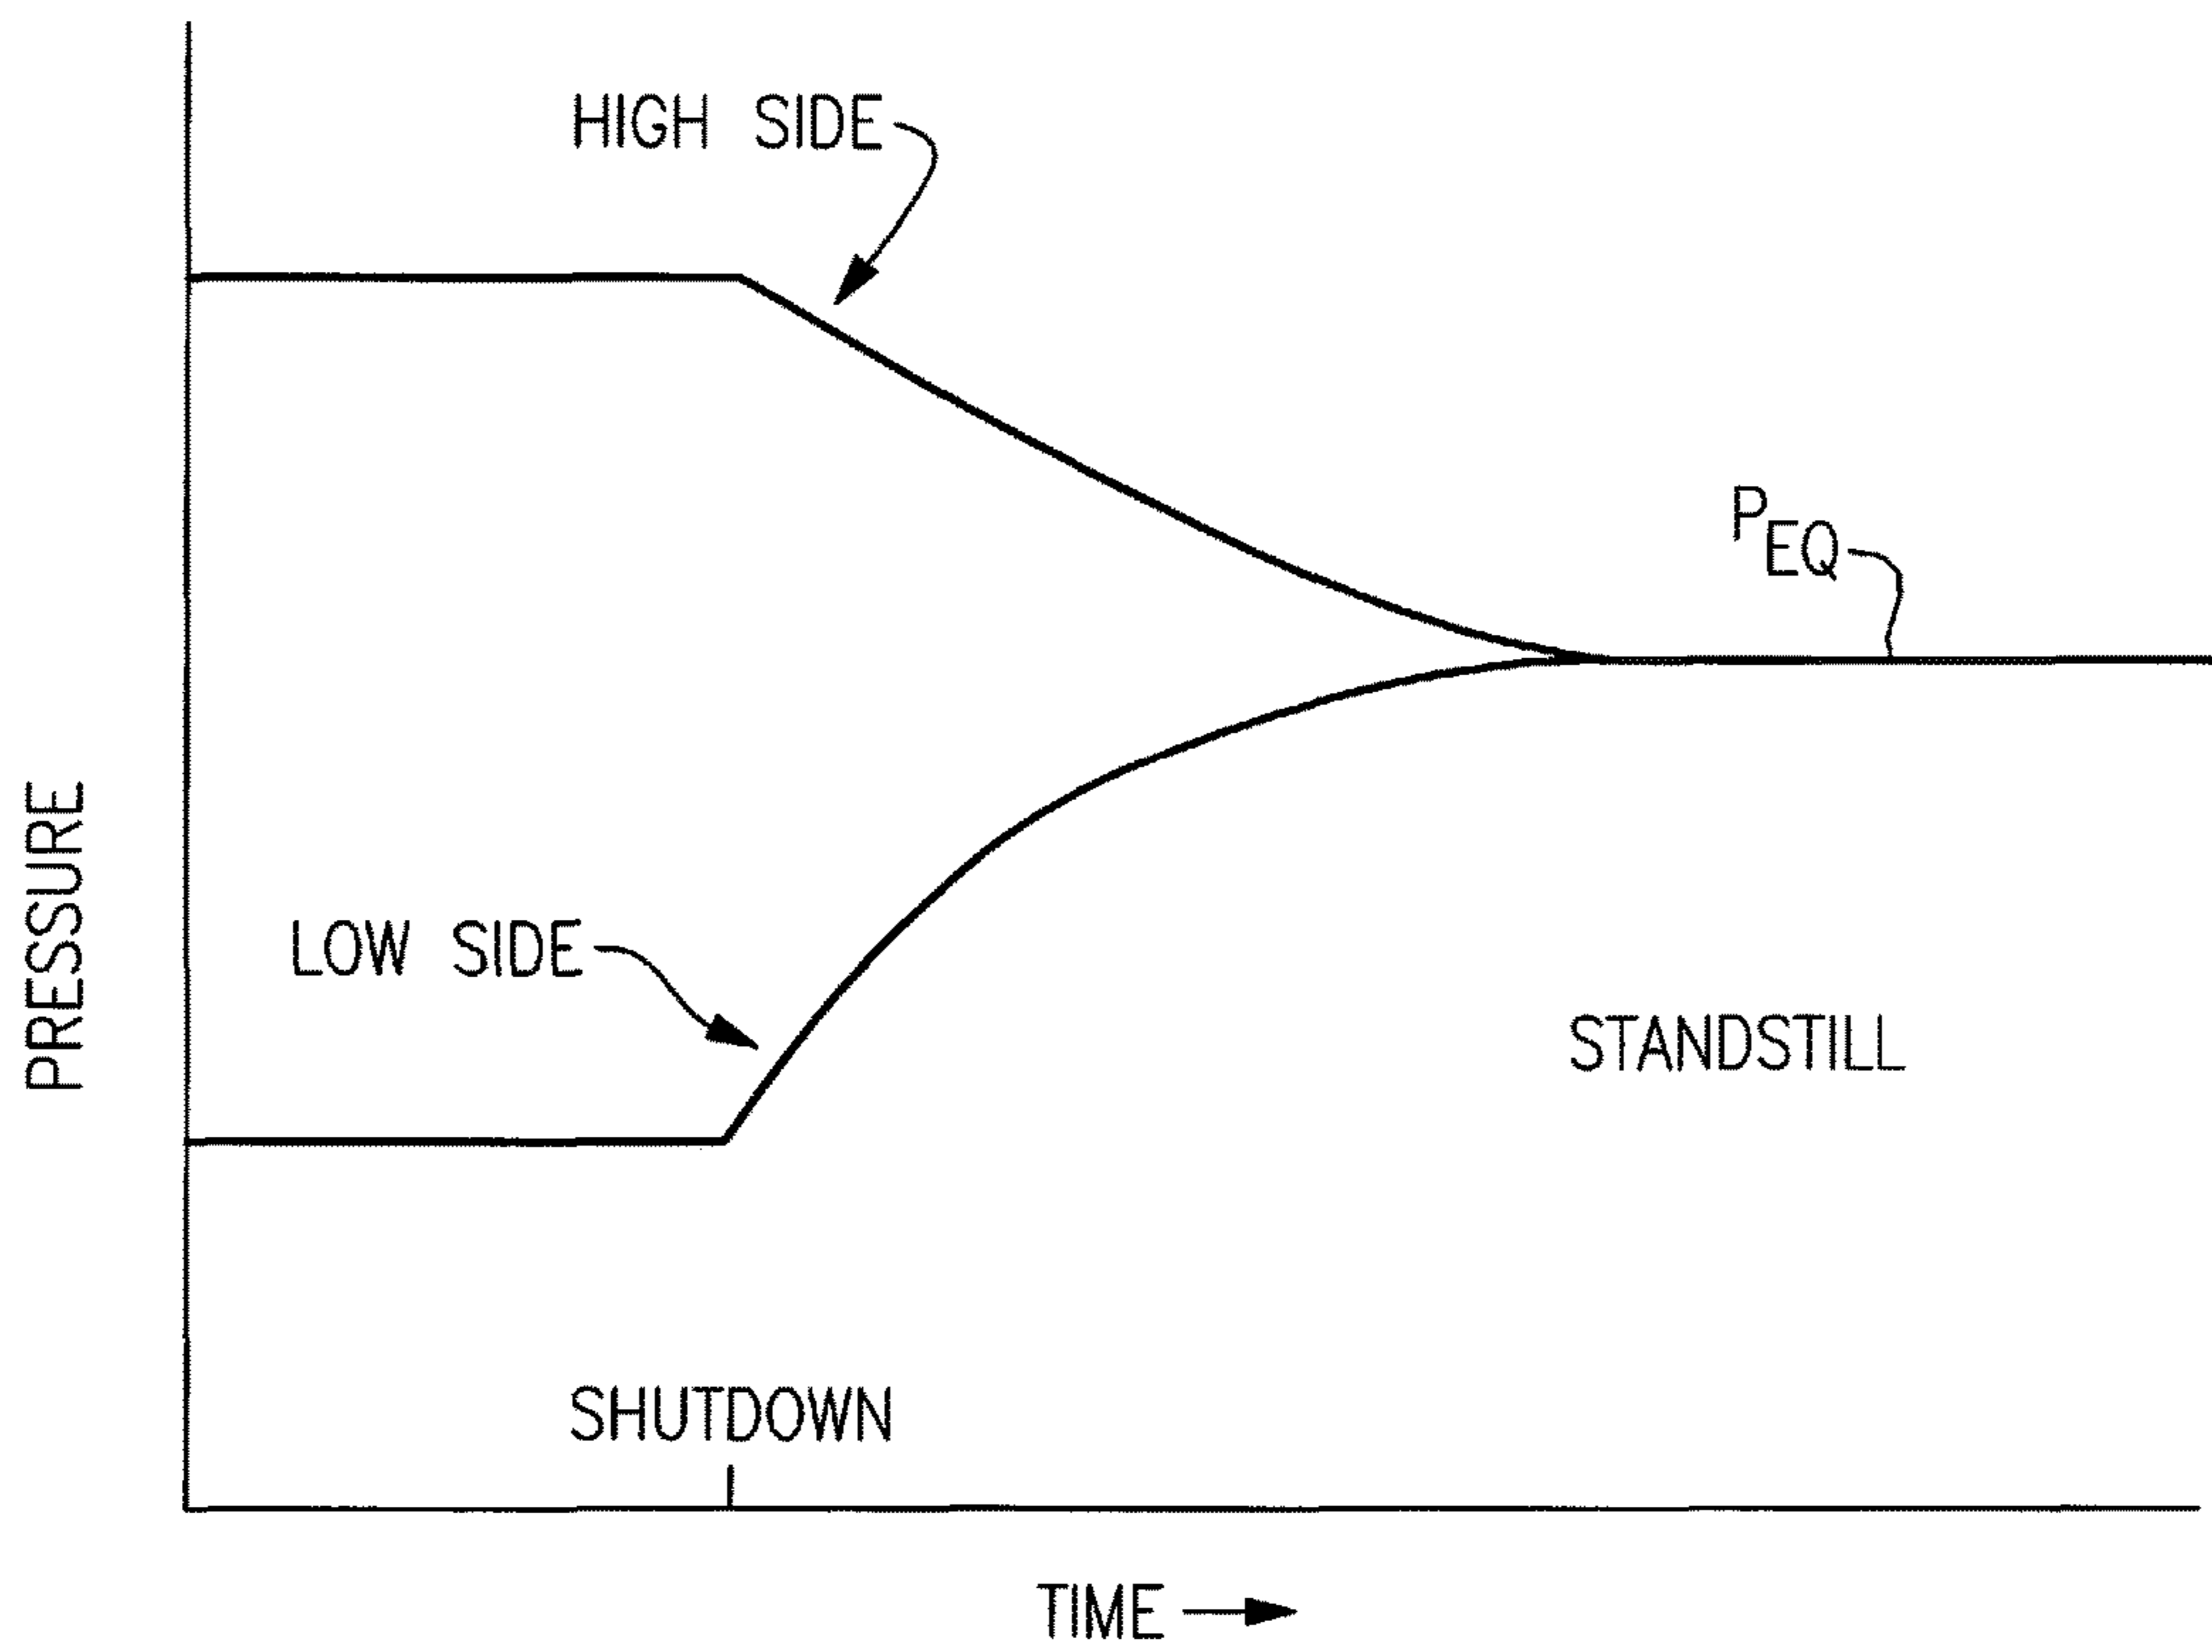 HIGH SIDE
PEQ
PRESSURE
LOW SIDE
STANDSTILL
SHUTDOWN
TIME